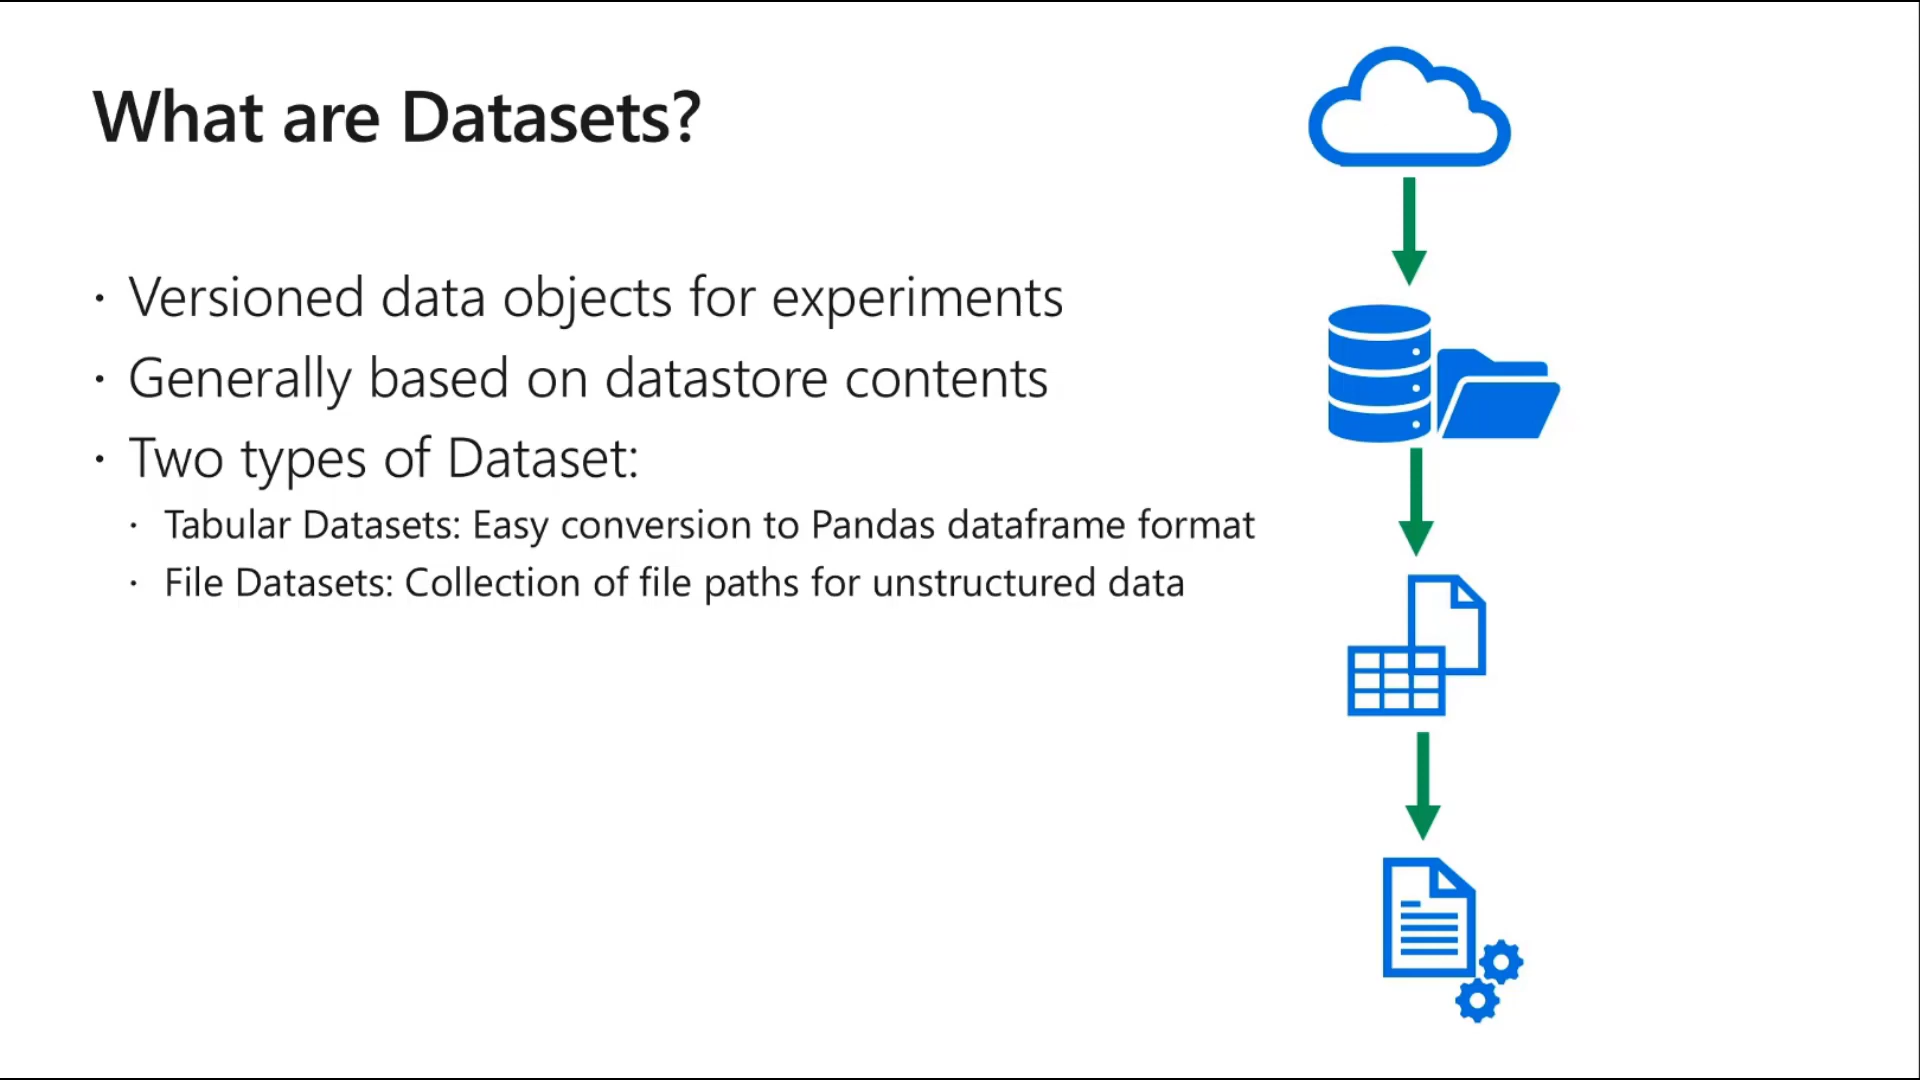 What are Datasets?
· Versioned data objects for experiments
· Generally based on datastore contents
· Two types of Dataset:
· Tabular Datasets: Easy conversion to Pandas dataframe format
· File Datasets: Collection of file paths for unstructured data